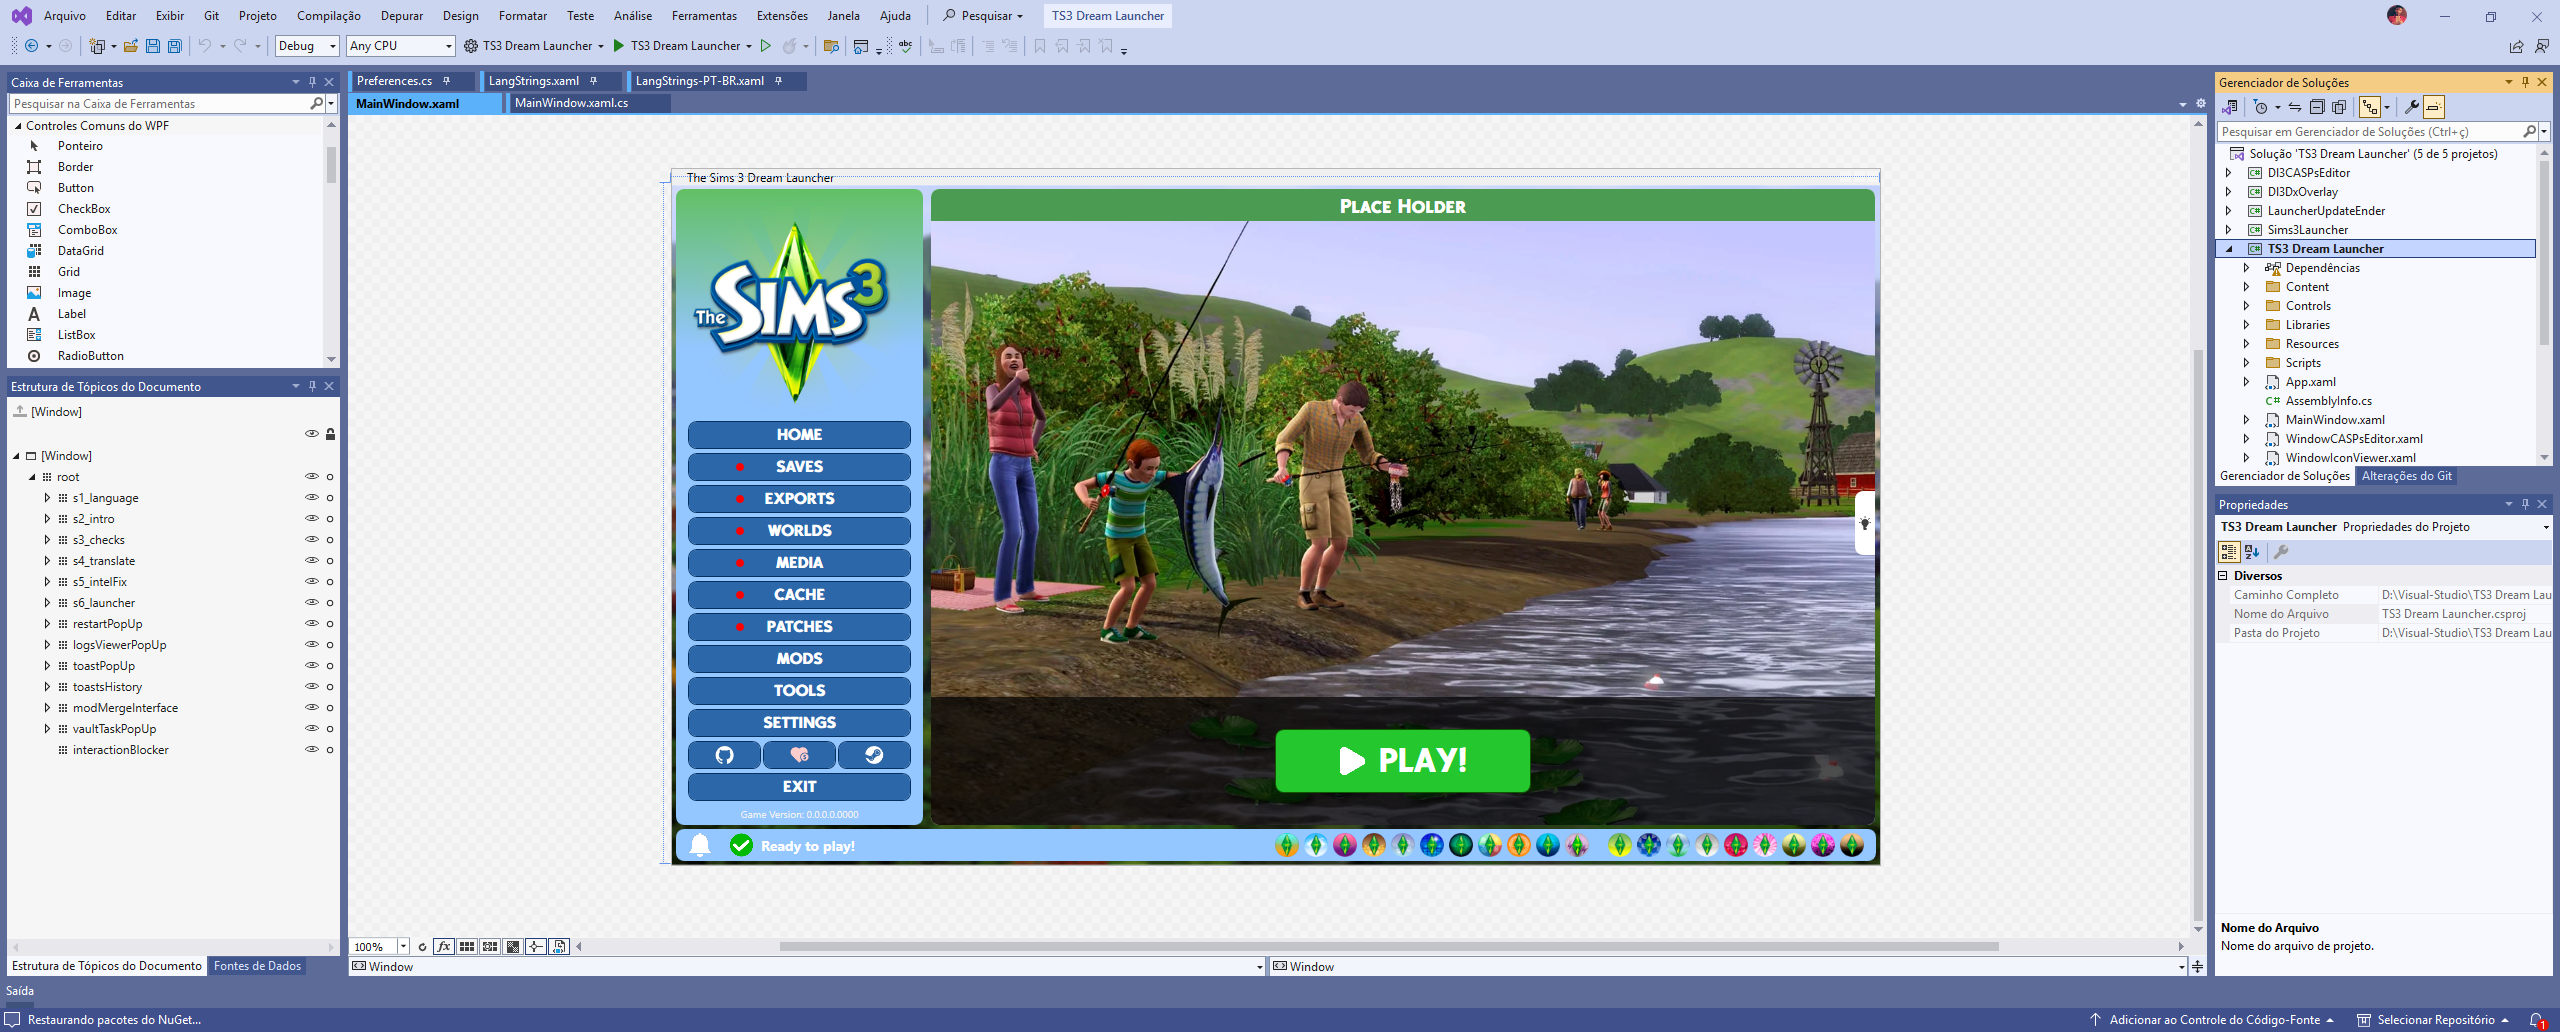 Arquivo Editar Exibir Git Projeto Compilação Depurar Design Formatar Teste Análise Ferramentas Extensões Janela Ajuda Pesquisar TS3 Dream Launcher
Debug Any CPU TS3 Dream Launcher TS3 Dream Launcher
Caixa de Ferramentas
Pesquisar na Caixa de Ferramentas
Controles Comuns do WPF
Ponteiro
Border
Button
CheckBox
ComboBox
DataGrid
Grid
Image
Label
ListBox
RadioButton
Estrutura de Tópicos do Documento
[Window]
[Window]
root
s1_language
s2_intro
s3_checks
s4_translate
s5_intelFix
s6_launcher
restartPopUp
logsViewerPopUp
toastPopUp
toastsHistory
modMergeInterface
vaultTaskPopUp
interactionBlocker
Estrutura de Tópicos do Documento Fontes de Dados
Preferences.cs LangStrings.xaml LangStrings-PT-BR.xaml
MainWindow.xaml MainWindow.xaml.cs
The Sims 3 Dream Launcher
The SIMS 3
HOME
SAVES
EXPORTS
WORLDS
MEDIA
CACHE
PATCHES
MODS
TOOLS
SETTINGS
EXIT
Game Version: 0.0.0.0.0000
PLACE HOLDER
PLAY!
Ready to play!
100%
Window Window
Gerenciador de Soluções
Pesquisar em Gerenciador de Soluções (Ctrl+ç)
Solução 'TS3 Dream Launcher' (5 de 5 projetos)
DI3CASPsEditor
DI3DxOverlay
LauncherUpdateEnder
Sims3Launcher
TS3 Dream Launcher
Dependências
Content
Controls
Libraries
Resources
Scripts
App.xaml
AssemblyInfo.cs
MainWindow.xaml
WindowCASPsEditor.xaml
WindowIconViewer.xaml
Gerenciador de Soluções Alterações do Git
Propriedades
TS3 Dream Launcher Propriedades do Projeto
Diversos
Caminho Completo D:\Visual-Studio\TS3 Dream Lau
Nome do Arquivo TS3 Dream Launcher.csproj
Pasta do Projeto D:\Visual-Studio\TS3 Dream Lau
Nome do Arquivo
Nome do arquivo de projeto.
Saída
Restaurando pacotes do NuGet... Adicionar ao Controle do Código-Fonte Selecionar Repositório 1